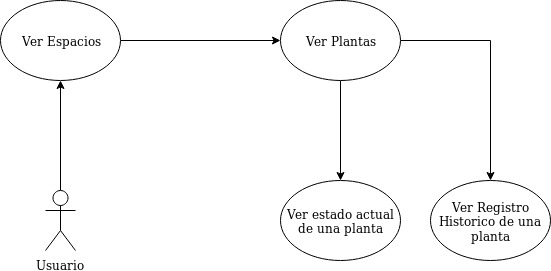 Ver Espacios
Ver Plantas
Ver estado actual
de una planta
Ver Registro
Historico de una
planta
Usuario